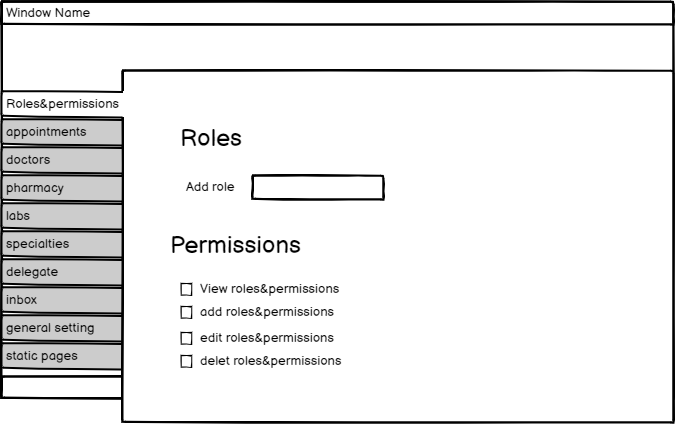 Window Name
Roles&permissions
appointments
doctors
pharmacy
labs
specialties
delegate
inbox
general setting
static pages
Roles
Add role
Permissions
View roles&permissions
add roles&permissions
edit roles&permissions
delet roles&permissions